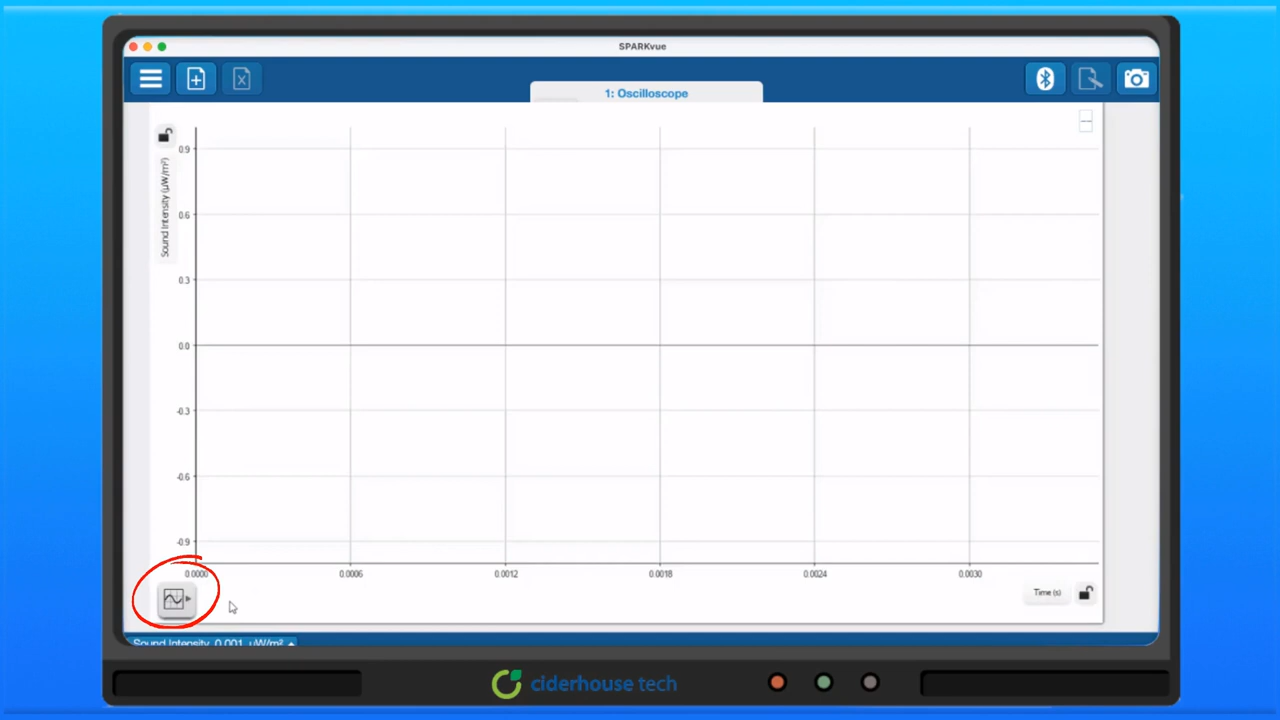 SPARKvue
1: Oscilloscope
Sound Intensity (µW/m²)
0.9
0.6
0.3
0.0
-0.3
-0.6
-0.9
0.0000 0.0006 0.0012 0.0018 0.0024 0.0030
Time (s)
Sound Intensity 0.001 µW/m²
ciderhouse tech